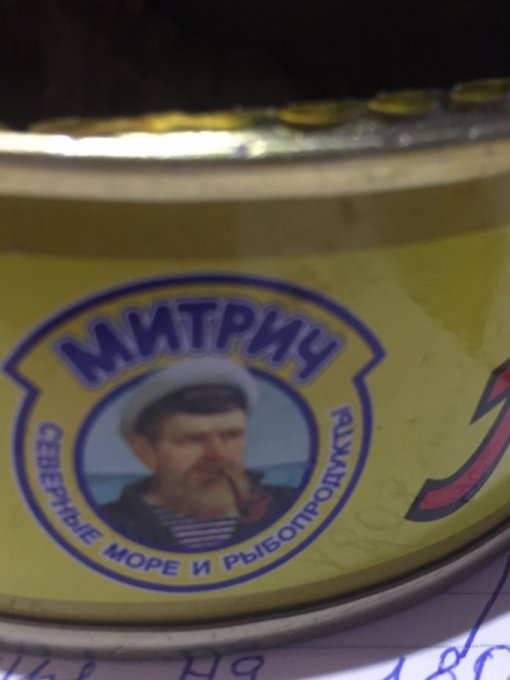 МИТРИЧ
СЕВЕРНЫЕ МОРЕ И РЫБОПРОДУКТЫ